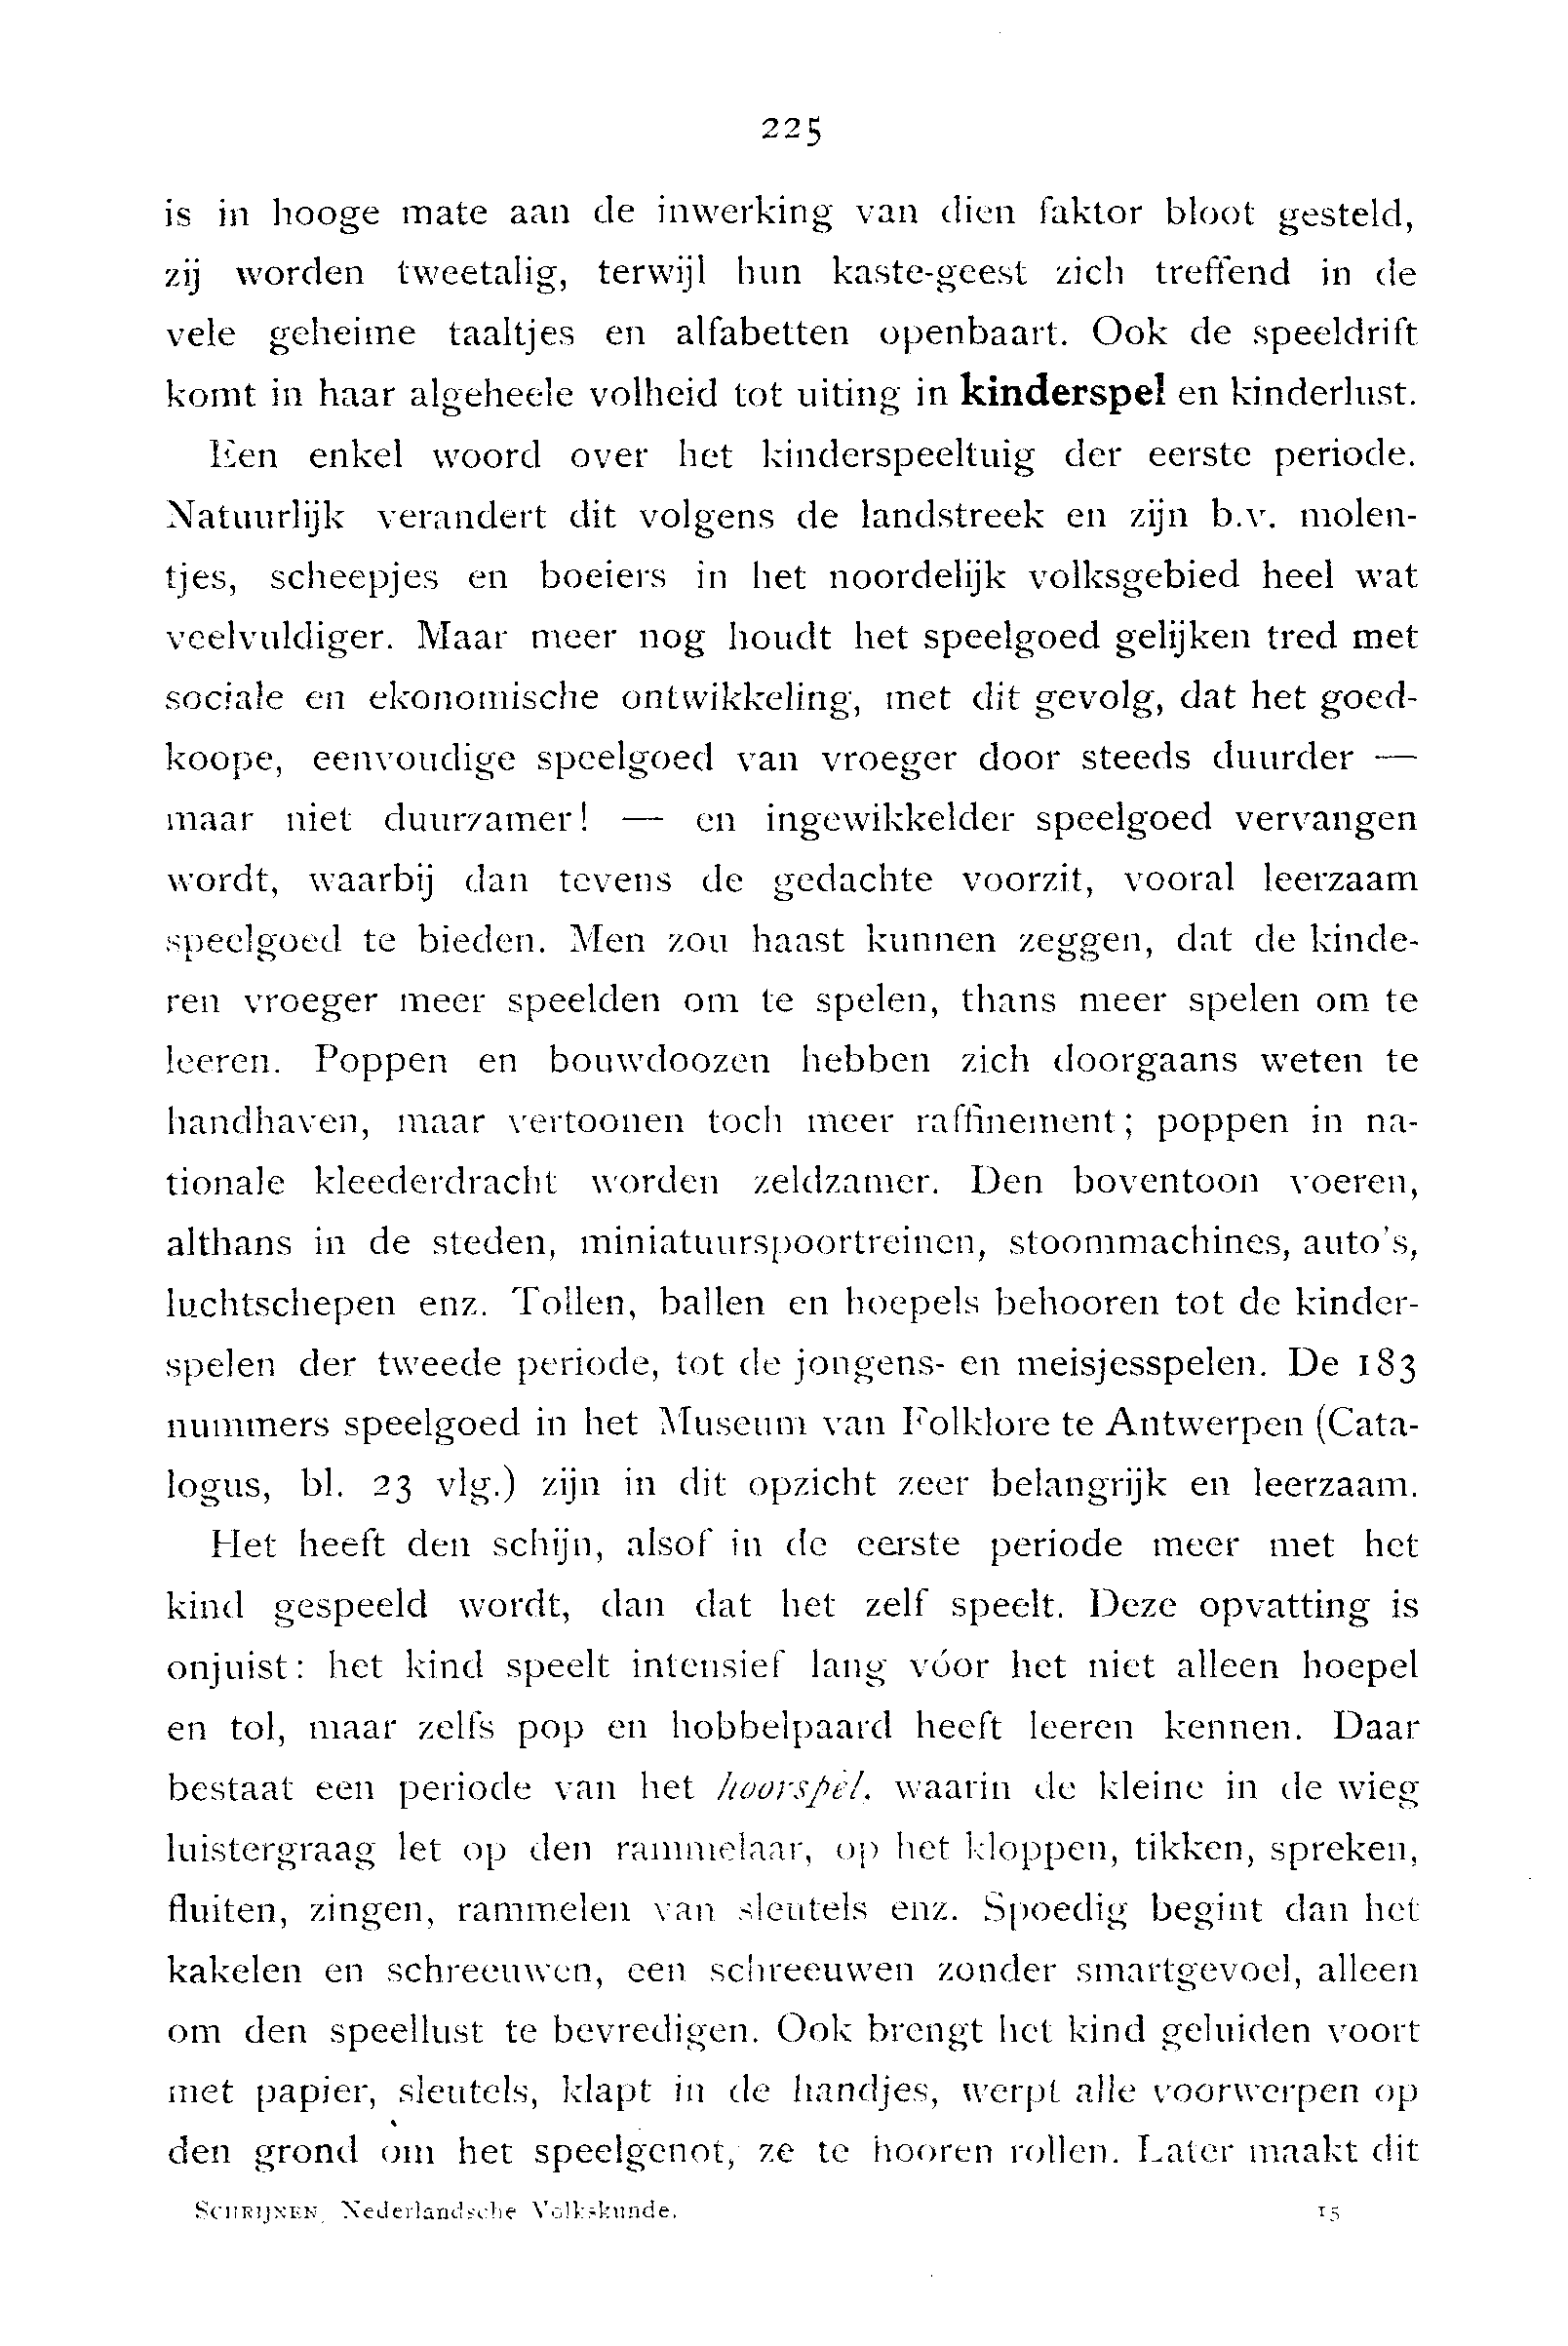 225
is in hooge mate aan de inwerking van dien faktor bloot gesteld,
zij worden tweetalig, terwijl hun kaste-geest zich treffend in de
vele geheime taaltjes en alfabetten openbaart. Ook de speeldrift
komt in haar algeheele volheid tot uiting in kinderspel en kinderlust.
Een enkel woord over het kinderspeeltuig der eerste periode.
Natuurlijk verandert dit volgens de landstreek en zijn b.v. molen-
tjes, scheepjes en boeiers in het noordelijk volksgebied heel wat
veelvuldiger. Maar meer nog houdt het speelgoed gelijken tred met
sociale en ekonomische ontwikkeling, met dit gevolg, dat het goed-
koope, eenvoudige speelgoed van vroeger door steeds duurder —
maar niet duurzamer! — en ingewikkelder speelgoed vervangen
wordt, waarbij dan tevens de gedachte voorzit, vooral leerzaam
speelgoed te bieden. Men zou haast kunnen zeggen, dat de kinde-
ren vroeger meer speelden om te spelen, thans meer spelen om te
leeren. Poppen en bouwdoozen hebben zich doorgaans weten te
handhaven, maar vertoonen toch meer raffinement; poppen in na-
tionale kleederdracht worden zeldzamer. Den boventoon voeren,
althans in de steden, miniatuurspoortreinen, stoommachines, auto's,
luchtschepen enz. Tollen, ballen en hoepels behooren tot de kinder-
spelen der tweede periode, tot de jongens- en meisjesspelen. De 183
nummers speelgoed in het Museum van Folklore te Antwerpen (Cata-
logus, bl. 23 vlg.) zijn in dit opzicht zeer belangrijk en leerzaam.
Het heeft den schijn, alsof in de eerste periode meer met het
kind gespeeld wordt, dan dat het zelf speelt. Deze opvatting is
onjuist: het kind speelt intensief lang vóor het niet alleen hoepel
en tol, maar zelfs pop en hobbelpaard heeft leeren kennen. Daar
bestaat een periode van het hoorspel, waarin de kleine in de wieg
luistergraag let op den rammelaar, op het kloppen, tikken, spreken,
fluiten, zingen, rammelen van sleutels enz. Spoedig begint dan het
kakelen en schreeuwen, een schreeuwen zonder smartgevoel, alleen
om den speellust te bevredigen. Ook brengt het kind geluiden voort
met papier, sleutels, klapt in de handjes, werpt alle voorwerpen op
den grond om het speelgenot, ze te hooren rollen. Later maakt dit
SCHRIJNEN, Nederlandsche Volkskunde. 15